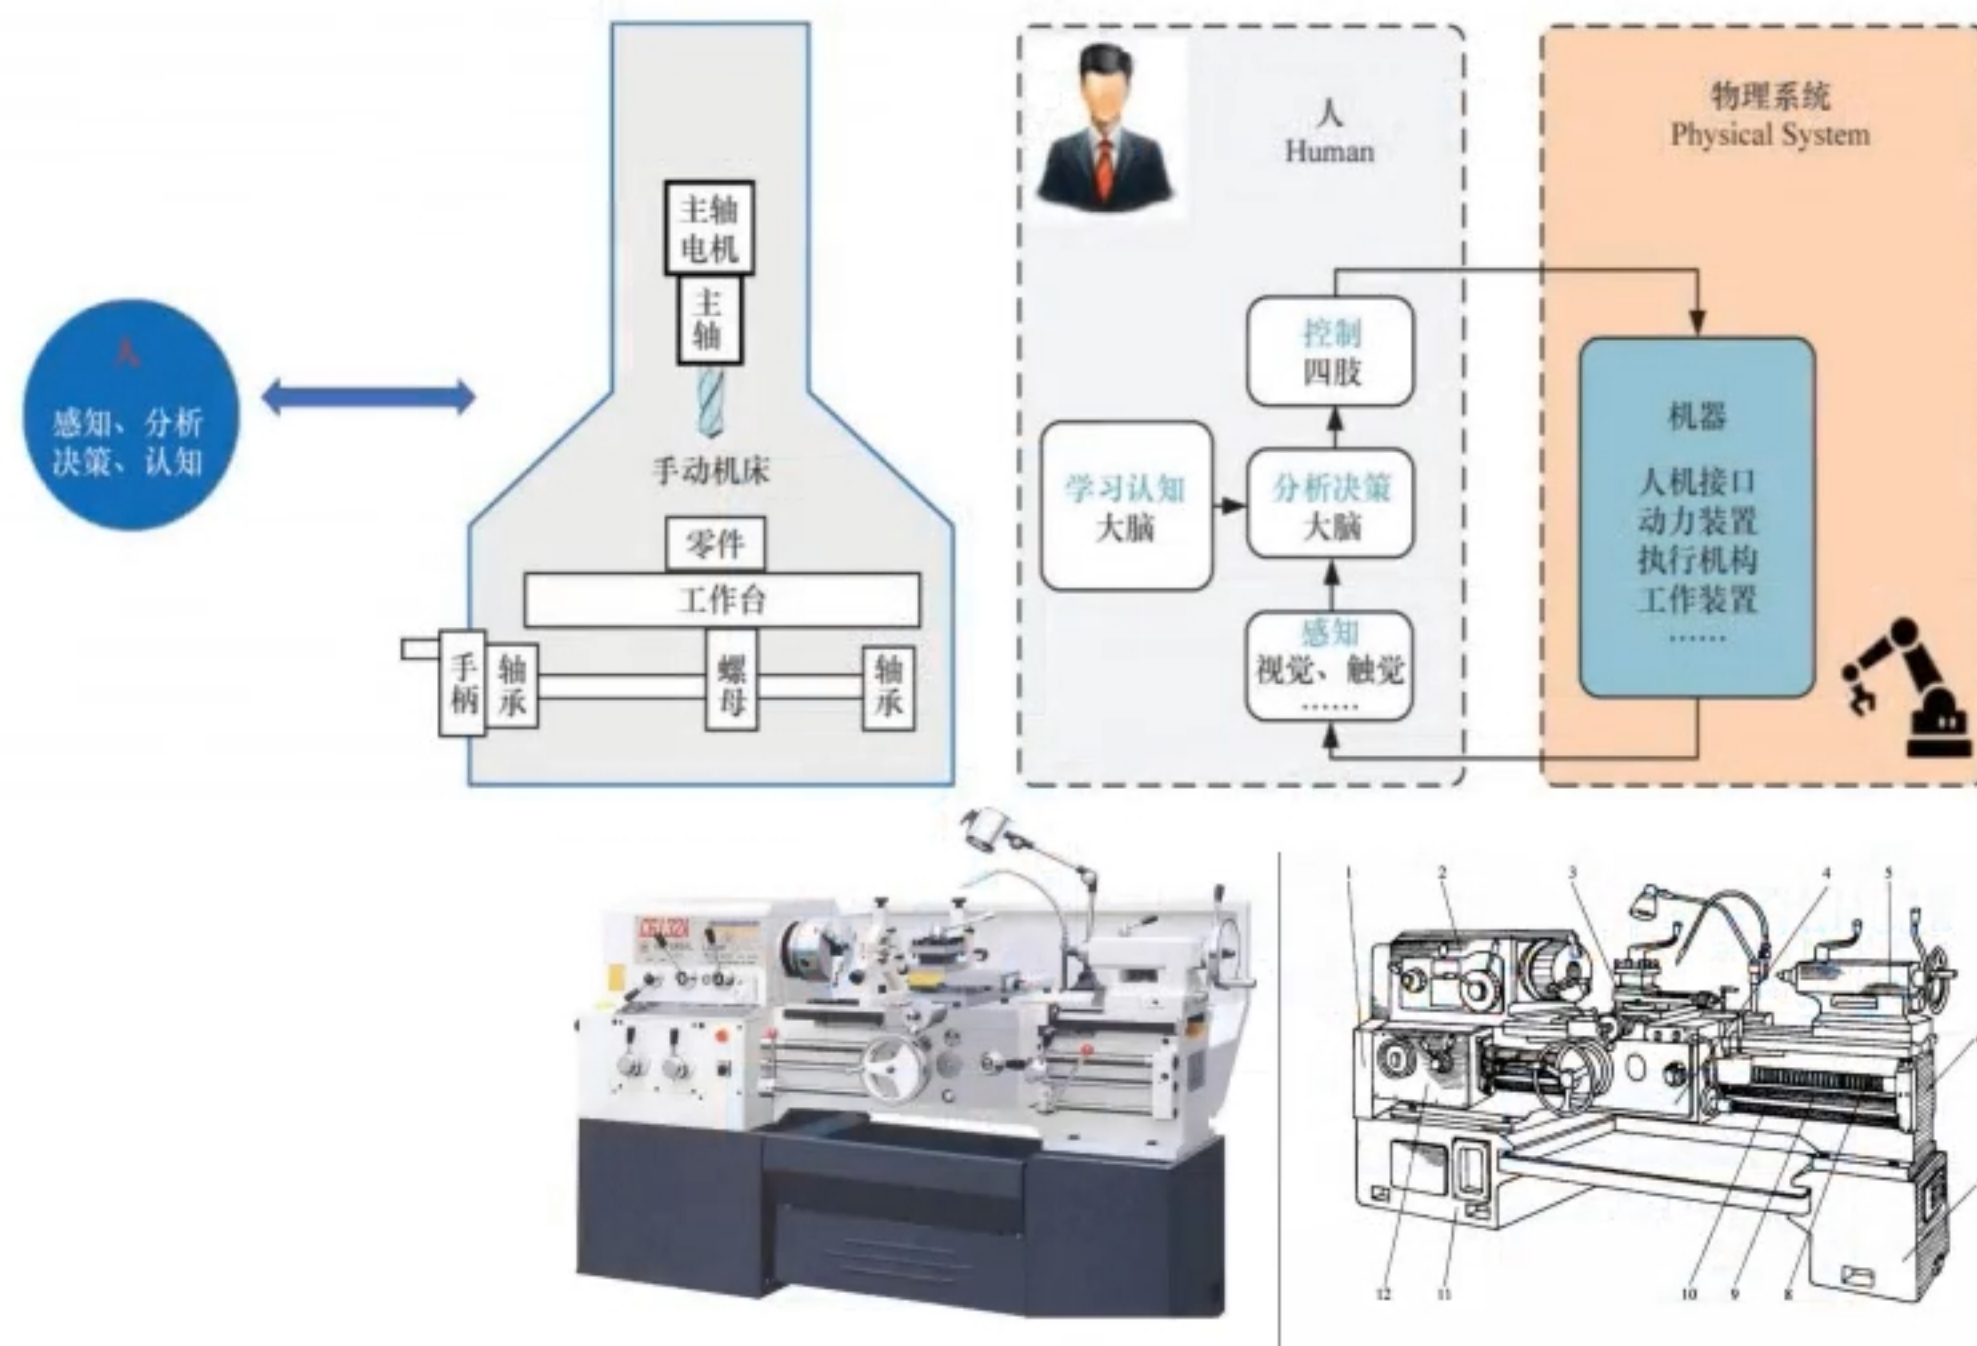 人
感知、分析
决策、认知
主轴
电机
主
轴
手动机床
零件
工作台
手
柄
轴
承
螺
母
轴
承
人
Human
控制
四肢
学习认知
大脑
分析决策
大脑
感知
视觉、触觉
……
物理系统
Physical System
机器
人机接口
动力装置
执行机构
工作装置
……
1
2
3
4
5
12
11
10
9
8